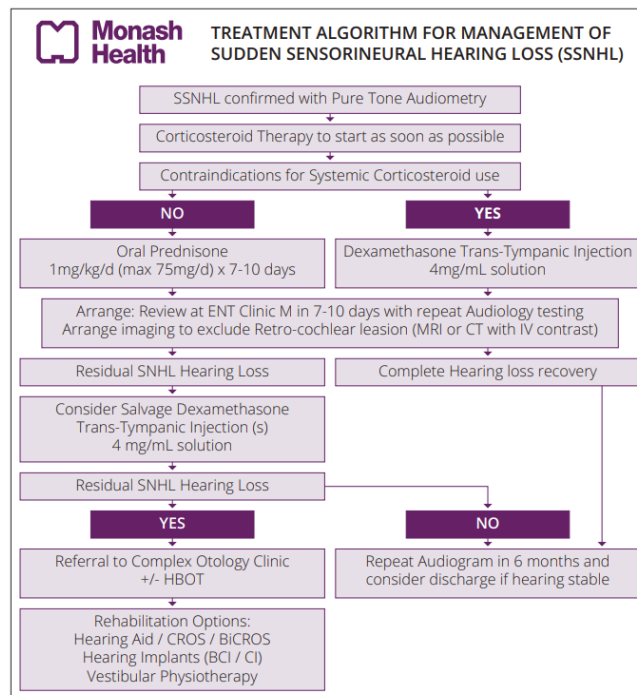 Monash
Health
TREATMENT ALGORITHM FOR MANAGEMENT OF
SUDDEN SENSORINEURAL HEARING LOSS (SSNHL)
SSNHL confirmed with Pure Tone Audiometry
Corticosteroid Therapy to start as soon as possible
Contraindications for Systemic Corticosteroid use
NO
YES
Oral Prednisone
1mg/kg/d (max 75mg/d) x 7-10 days
Dexamethasone Trans-Tympanic Injection
4mg/mL solution
Arrange: Review at ENT Clinic M in 7-10 days with repeat Audiology testing
Arrange imaging to exclude Retro-cochlear leasion (MRI or CT with IV contrast)
Residual SNHL Hearing Loss
Complete Hearing loss recovery
Consider Salvage Dexamethasone
Trans-Tympanic Injection (s)
4 mg/mL solution
Residual SNHL Hearing Loss
YES
NO
Referral to Complex Otology Clinic
+/- HBOT
Repeat Audiogram in 6 months and
consider discharge if hearing stable
Rehabilitation Options:
Hearing Aid / CROS / BiCROS
Hearing Implants (BCI / CI)
Vestibular Physiotherapy